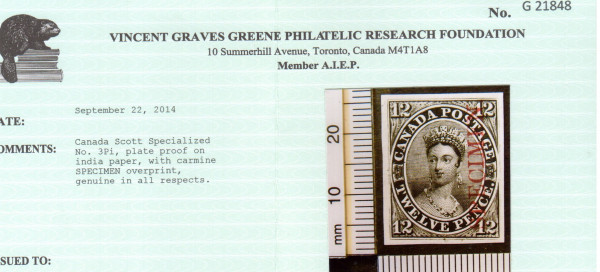 No. G 21848
VINCENT GRAVES GREENE PHILATELIC RESEARCH FOUNDATION
10 Summerhill Avenue, Toronto, Canada M4T1A8
Member A.I.E.P.
ATE:
September 22, 2014
OMMENTS:
Canada Scott Specialized
No. 3Pi, plate proof on
india paper, with carmine
SPECIMEN overprint,
genuine in all respects.
SSUED TO:
mm 10 20
12 12
CANADA POSTAGE
SPECIMEN
TWELVE PENCE
12 12